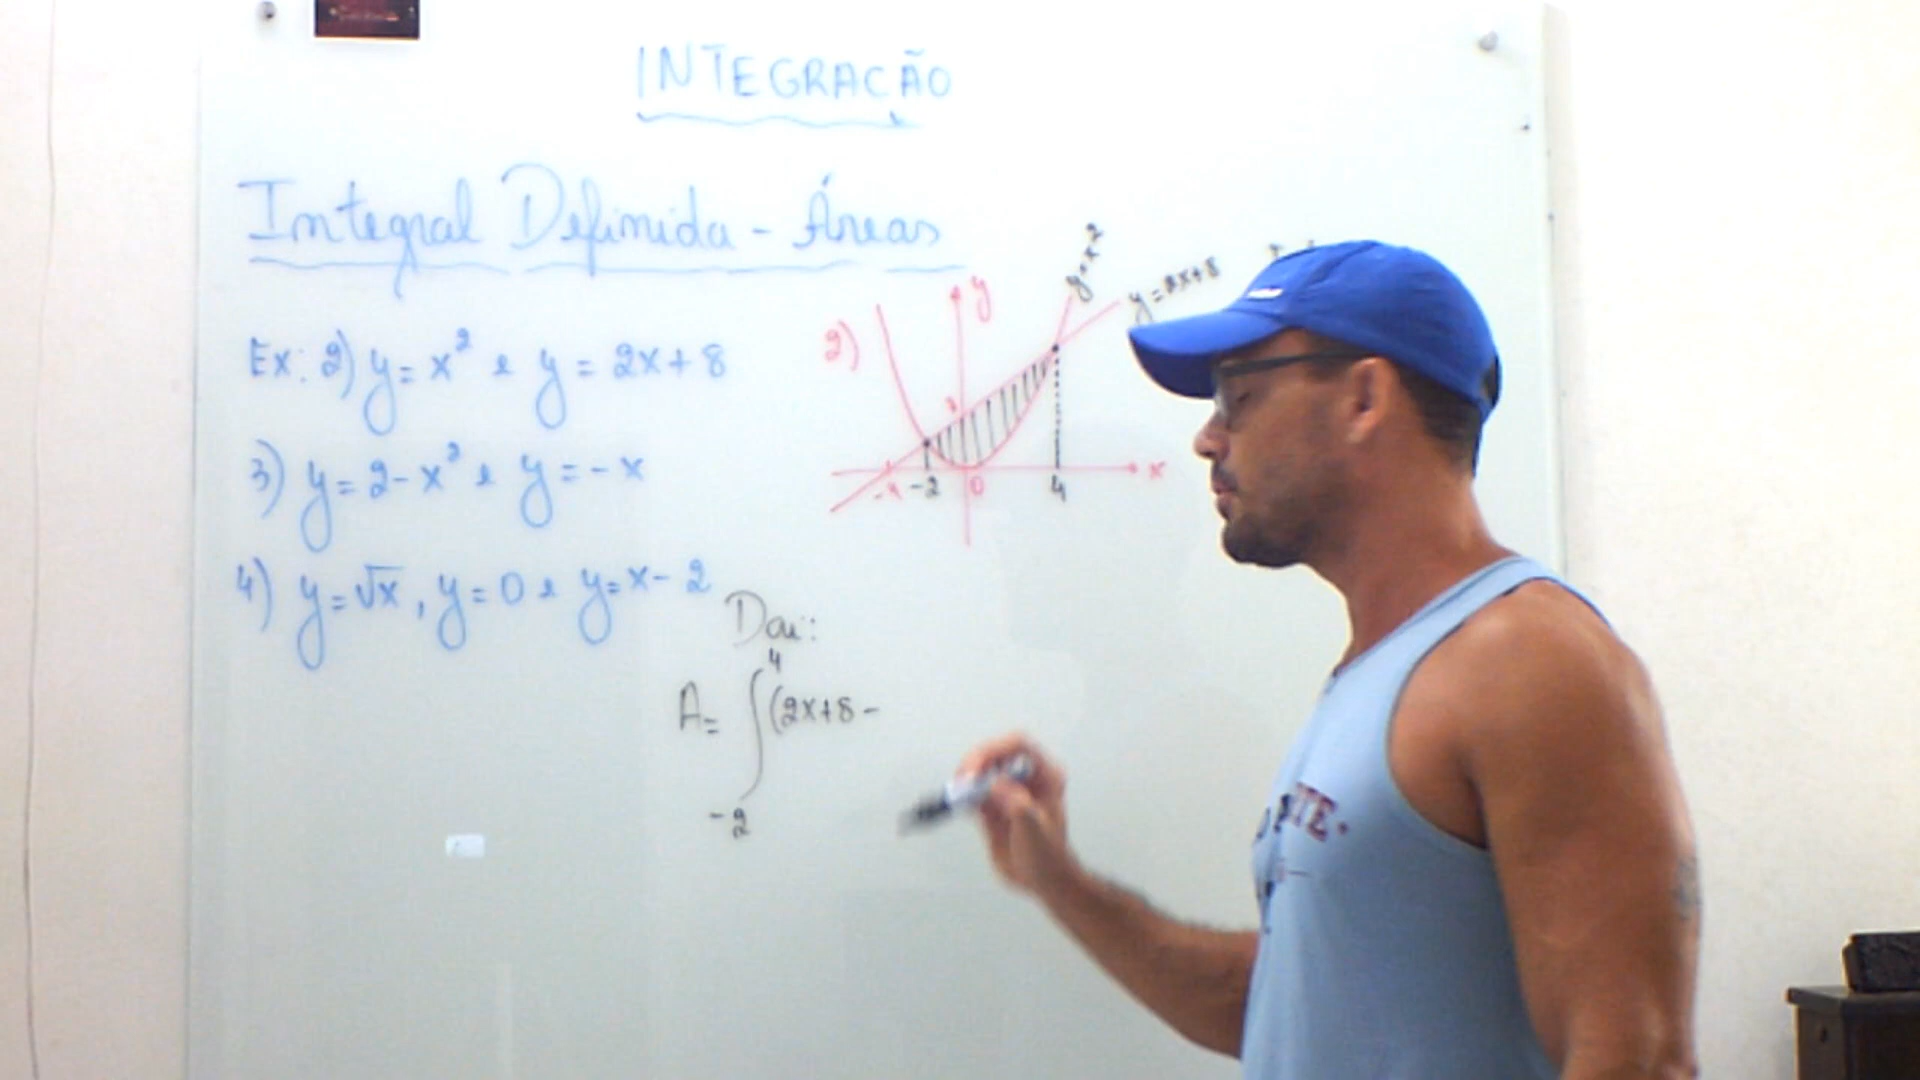 INTEGRAÇÃO
Integral Definida - Áreas
Ex: 2) y = x² e y = 2x + 8
3) y = 2 - x² e y = - x
4) y = √x , y = 0 e y = x - 2
2)
y
y = x²
y = 2x + 8
-4 -2 0 4 x
Daí:
A = ∫ (2x+8 -
4
-2